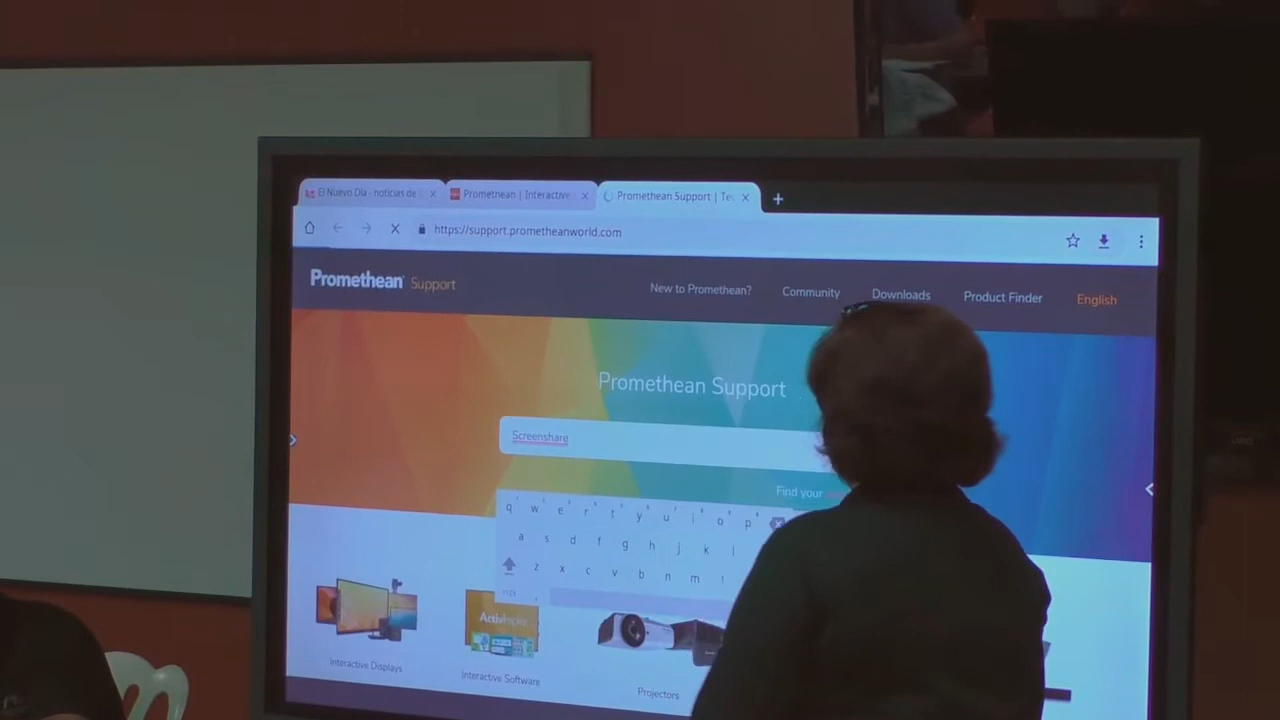 El Nuevo Día - noticias de
Promethean | Interactive
Promethean Support | Te
https://support.prometheanworld.com
Promethean Support
New to Promethean? Community Downloads Product Finder English
Promethean Support
Screenshare
Find your
q w e r t y u i o p
a s d f g h j k l
z x c v b n m
Activ
Interactive Displays
Interactive Software
Projectors